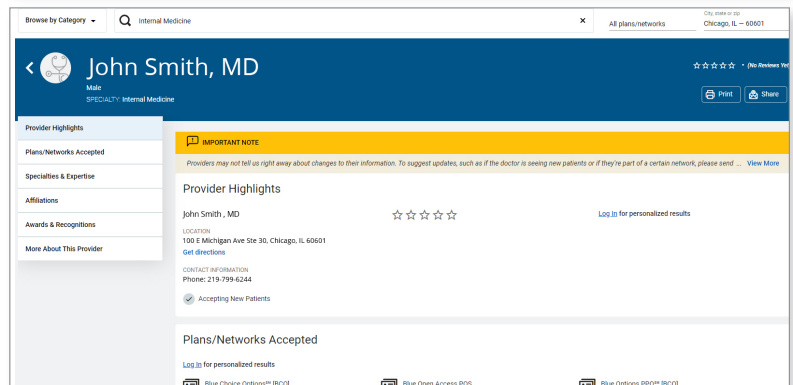 Browse by Category
Internal Medicine
All plans/networks
City, state or zip
Chicago, IL – 60601
John Smith, MD
Male
SPECIALTY: Internal Medicine
(No Reviews Yet
Print
Share
Provider Highlights
Plans/Networks Accepted
Specialties & Expertise
Affiliations
Awards & Recognitions
More About This Provider
IMPORTANT NOTE
Providers may not tell us right away about changes to their information. To suggest updates, such as if the doctor is seeing new patients or if they're part of a certain network, please send ... View More
Provider Highlights
John Smith , MD
Log In for personalized results
LOCATION
100 E Michigan Ave Ste 30, Chicago, IL 60601
Get directions
CONTACT INFORMATION
Phone: 219-799-6244
Accepting New Patients
Plans/Networks Accepted
Log In for personalized results
Blue Choice Options℠ [BCO]
Blue Open Access POS
Blue Options PPO℠ [BCO]